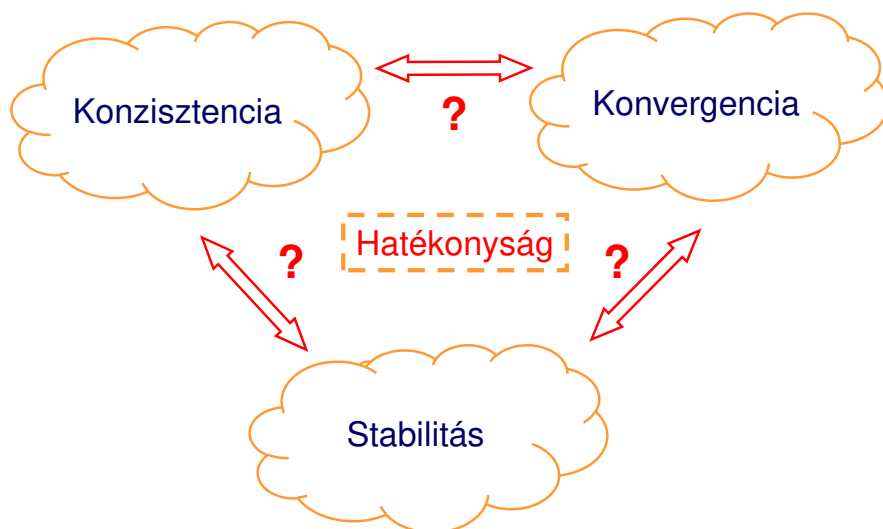 Konzisztencia
Konvergencia
?
Hatékonyság
?
?
Stabilitás